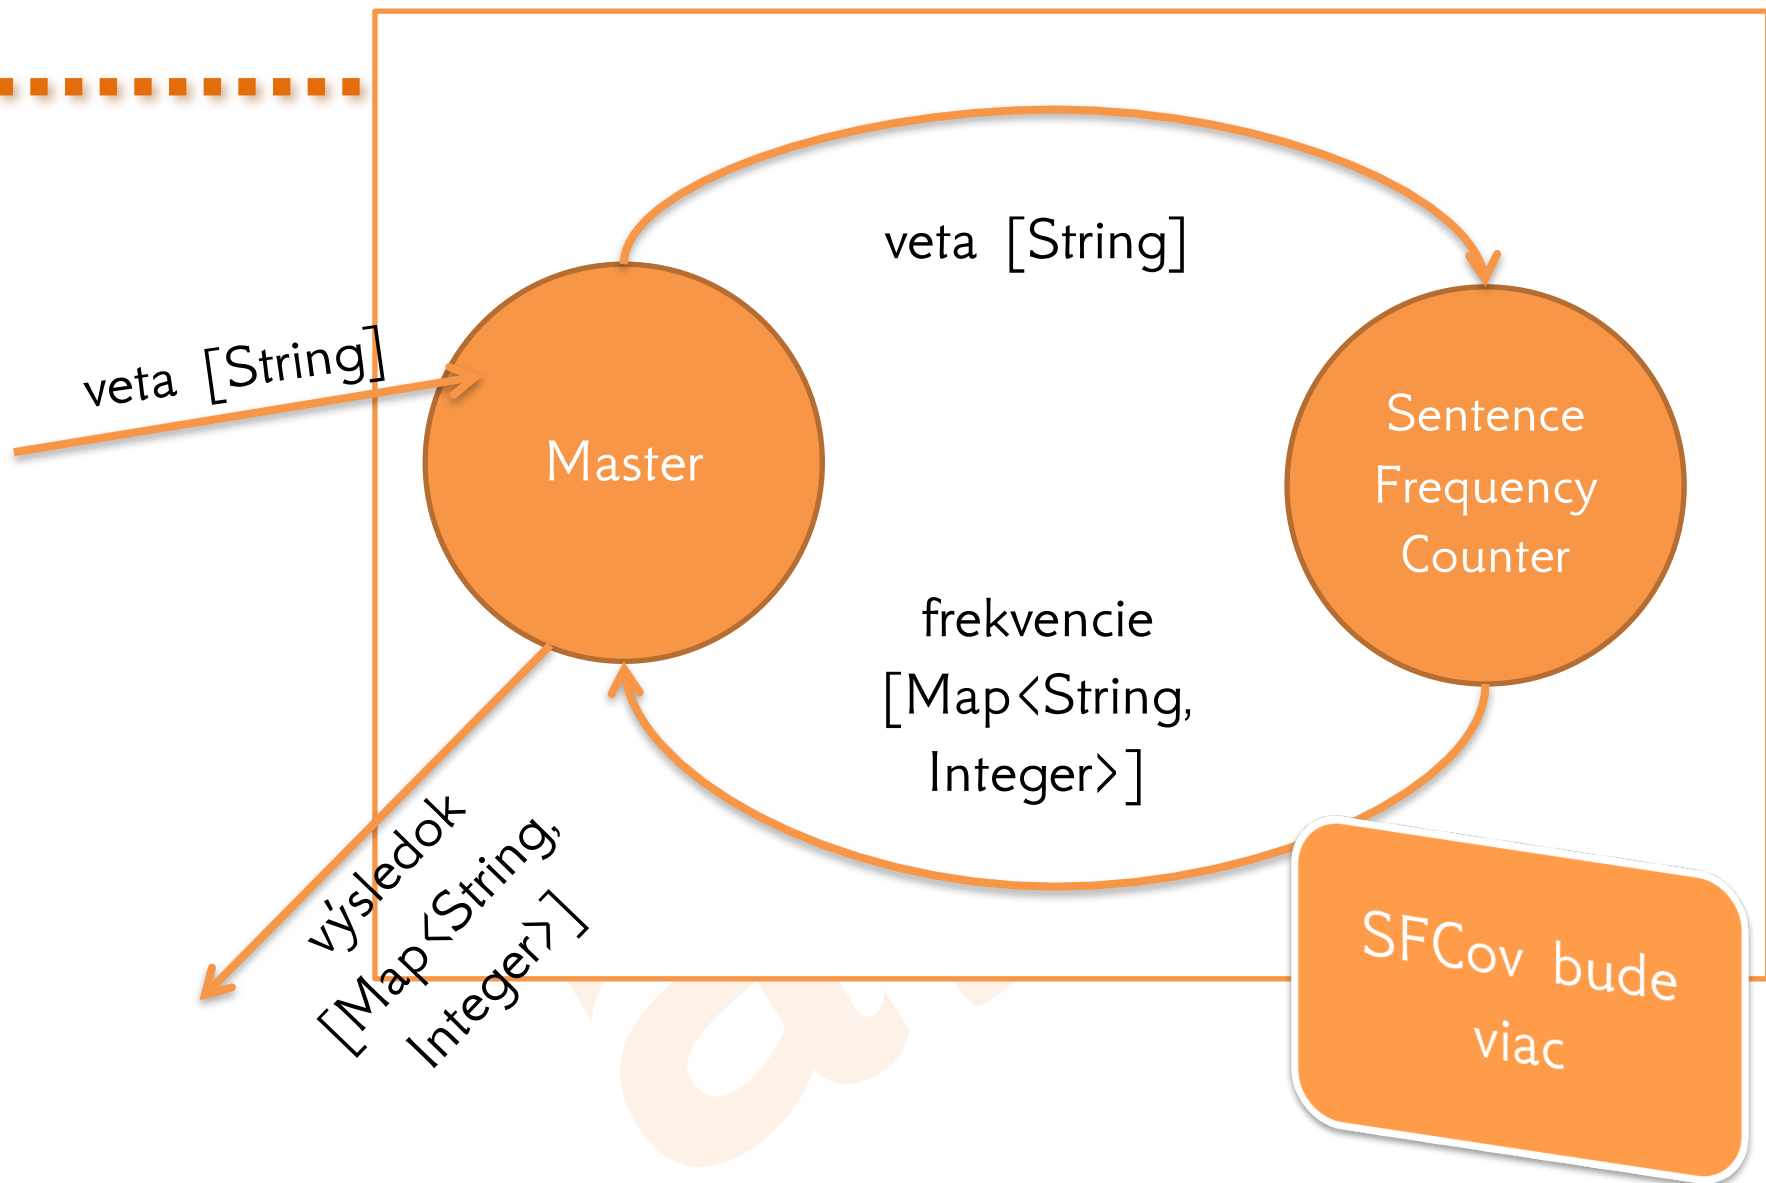 veta [String]
veta [String]
Master
Sentence
Frequency
Counter
frekvencie
[Map<String,
Integer>]
výsledok
[Map<String,
Integer>]
SFCov bude
viac